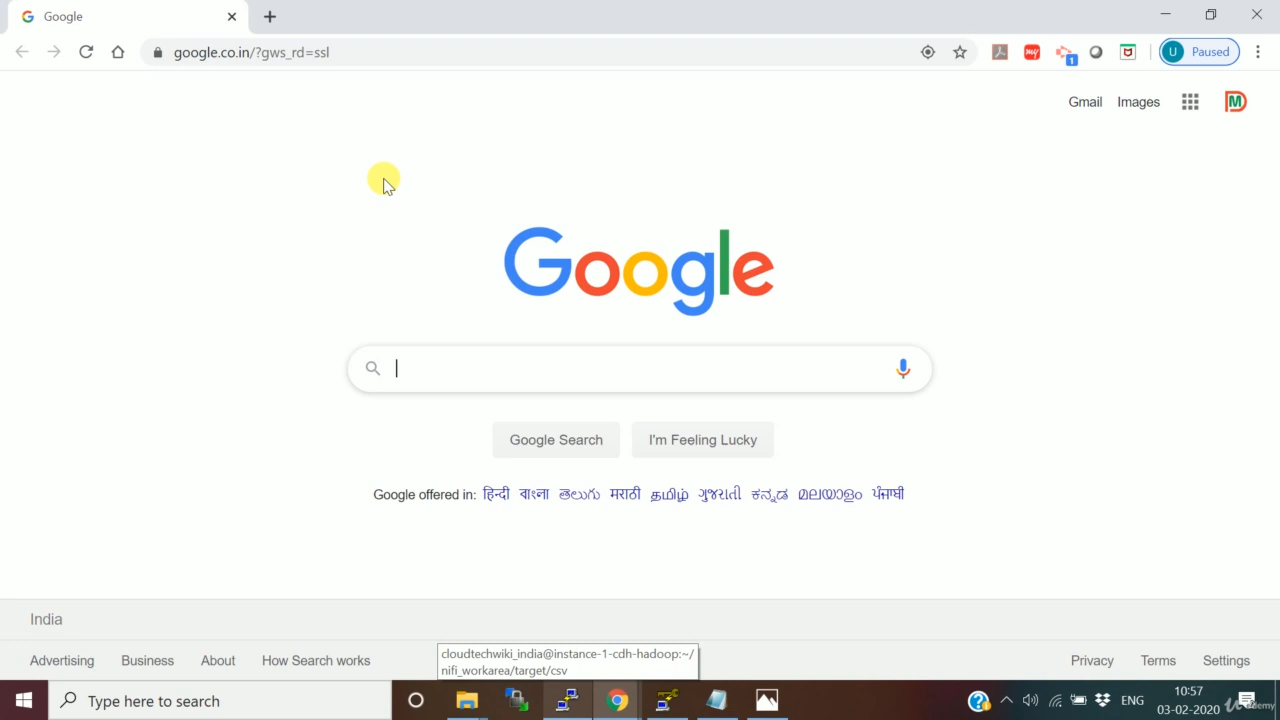 Google
google.co.in/?gws_rd=ssl
1
U Paused
Gmail Images
Google
Google Search I'm Feeling Lucky
Google offered in: हिन्दी বাংলা తెలుగు मराठी தமிழ் ગુજરાતી ಕನ್ನಡ മലയാളം ਪੰਜਾਬੀ
India
Advertising Business About How Search works
cloudtechwiki_india@instance-1-cdh-hadoop:~/
nifi_workarea/target/csv
Privacy Terms Settings
Type here to search
ENG
10:57
03-02-2020
Udemy